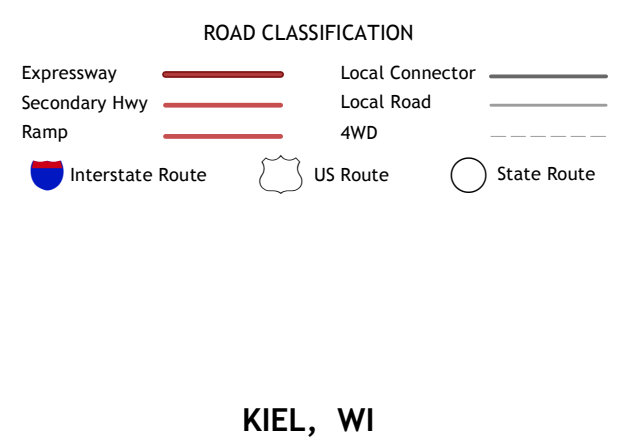 ROAD CLASSIFICATION
Expressway
Local Connector
Secondary Hwy
Local Road
Ramp
4WD
Interstate Route
US Route
State Route
KIEL, WI